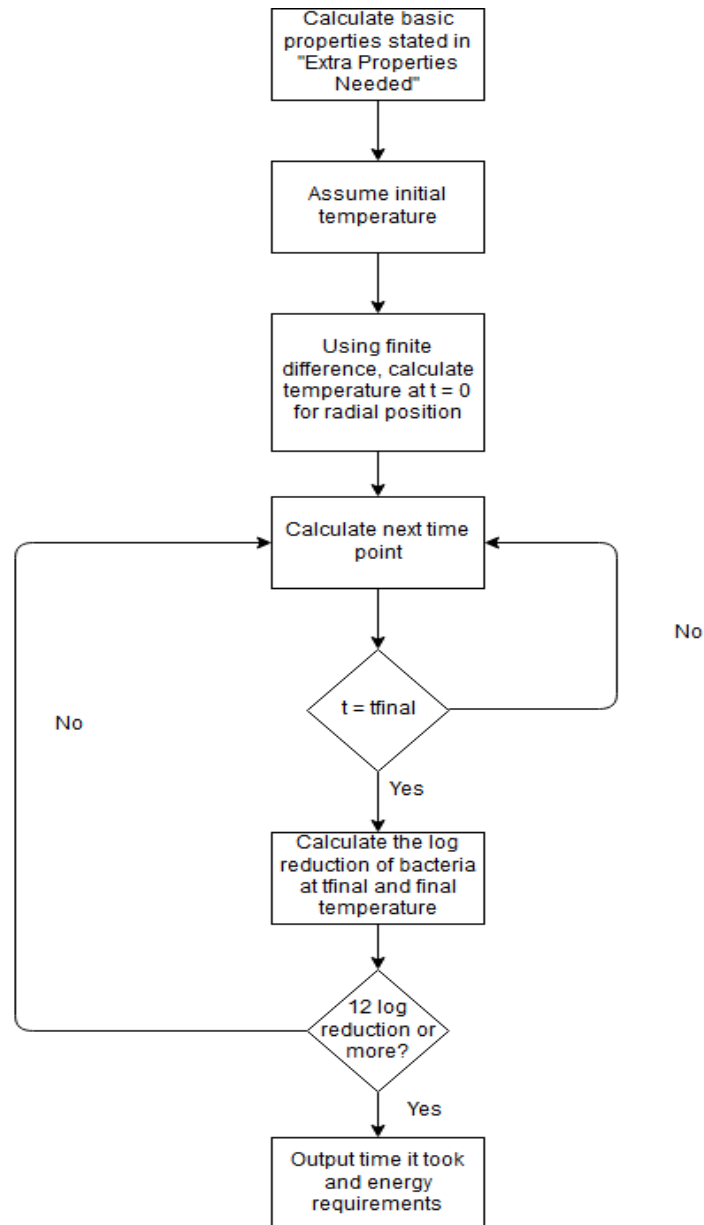 Calculate basic
properties stated in
"Extra Properties
Needed"
Assume initial
temperature
Using finite
difference, calculate
temperature at t = 0
for radial position
Calculate next time
point
No
t = tfinal
No
Yes
Calculate the log
reduction of bacteria
at tfinal and final
temperature
12 log
reduction or
more?
Yes
Output time it took
and energy
requirements